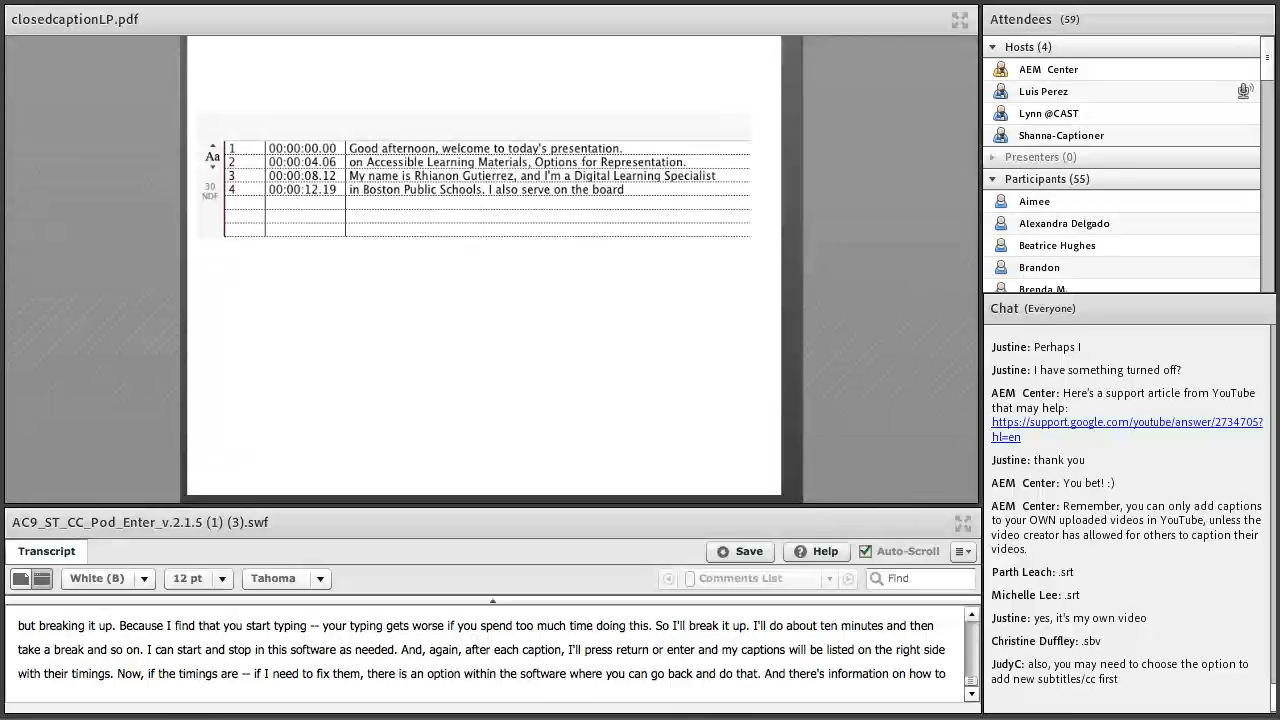 closedcaptionLP.pdf
Aa
30
NDF
1 00:00:00.00 Good afternoon, welcome to today's presentation.
2 00:00:04.06 on Accessible Learning Materials, Options for Representation.
3 00:00:08.12 My name is Rhianon Gutierrez, and I'm a Digital Learning Specialist
4 00:00:12.19 in Boston Public Schools. I also serve on the board
AC9_ST_CC_Pod_Enter_v.2.1.5 (1) (3).swf
Transcript
Save
Help
Auto-Scroll
White (B)
12 pt
Tahoma
Comments List
Find
but breaking it up. Because I find that you start typing -- your typing gets worse if you spend too much time doing this. So I'll break it up. I'll do about ten minutes and then
take a break and so on. I can start and stop in this software as needed. And, again, after each caption, I'll press return or enter and my captions will be listed on the right side
with their timings. Now, if the timings are -- if I need to fix them, there is an option within the software where you can go back and do that. And there's information on how to
Attendees (59)
Hosts (4)
AEM Center
Luis Perez
Lynn @CAST
Shanna-Captioner
Presenters (0)
Participants (55)
Aimee
Alexandra Delgado
Beatrice Hughes
Brandon
Brenda M.
Chat (Everyone)
Justine: Perhaps I
Justine: I have something turned off?
AEM Center: Here's a support article from YouTube
that may help:
https://support.google.com/youtube/answer/2734705?
hl=en
Justine: thank you
AEM Center: You bet! :)
AEM Center: Remember, you can only add captions
to your OWN uploaded videos in YouTube, unless the
video creator has allowed for others to caption their
videos.
Parth Leach: .srt
Michelle Lee: .srt
Justine: yes, it's my own video
Christine Duffley: .sbv
JudyC: also, you may need to choose the option to
add new subtitles/cc first